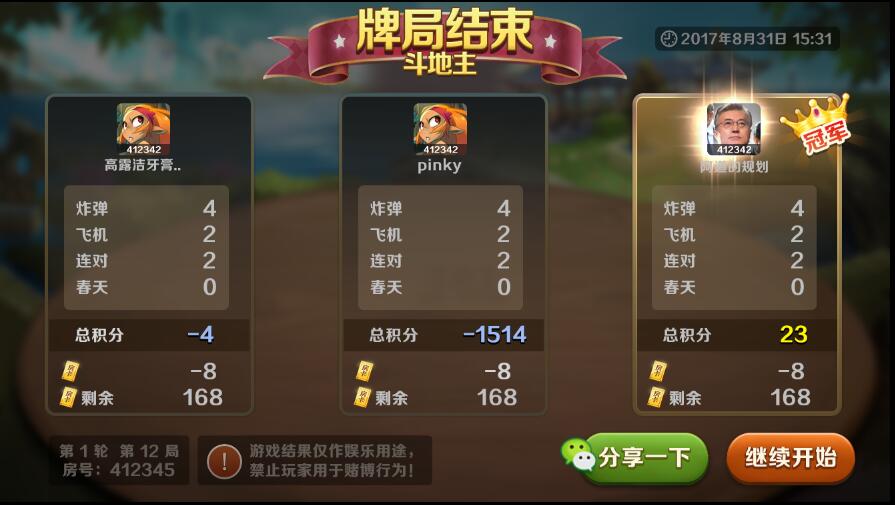 牌局结束
斗地主
2017年8月31日 15:31
412342
高露洁牙膏..
炸弹 4
飞机 2
连对 2
春天 0
总积分 -4
-8
剩余 168
412342
pinky
炸弹 4
飞机 2
连对 2
春天 0
总积分 -1514
-8
剩余 168
冠军
412342
的规划
炸弹 4
飞机 2
连对 2
春天 0
总积分 23
-8
剩余 168
第 1 轮 第 12 局
房号：412345
游戏结果仅作娱乐用途，
禁止玩家用于赌博行为！
分享一下
继续开始